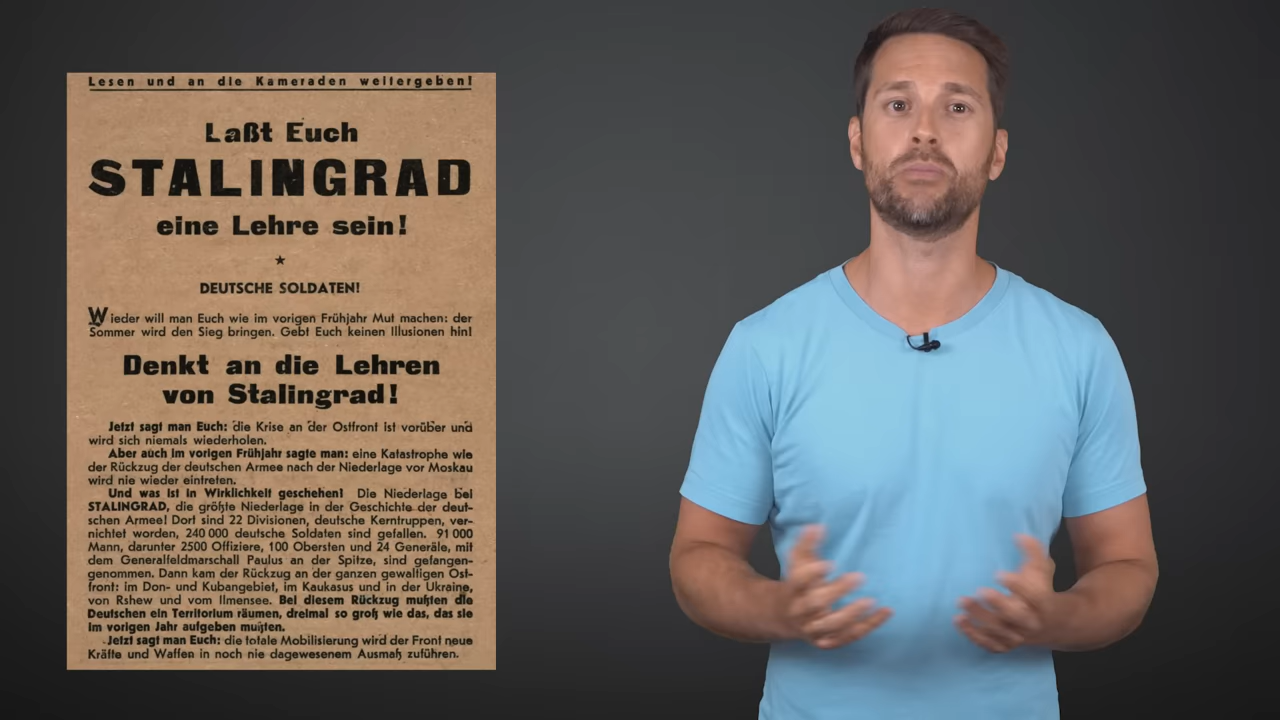 Lesen und an die Kameraden weitergeben!
Laßt Euch
STALINGRAD
eine Lehre sein!
★
DEUTSCHE SOLDATEN!
Wieder will man Euch wie im vorigen Frühjahr Mut machen: der
Sommer wird den Sieg bringen. Gebt Euch keinen Illusionen hin!
Denkt an die Lehren
von Stalingrad!
Jetzt sagt man Euch: die Krise an der Ostfront ist vorüber und
wird sich niemals wiederholen.
Aber auch im vorigen Frühjahr sagte man: eine Katastrophe wie
der Rückzug der deutschen Armee nach der Niederlage vor Moskau
wird nie wieder eintreten.
Und was ist in Wirklichkeit geschehen! Die Niederlage bei
STALINGRAD, die größte Niederlage in der Geschichte der deut-
schen Armee! Dort sind 22 Divisionen, deutsche Kerntruppen, ver-
nichtet worden, 240 000 deutsche Soldaten sind gefallen. 91 000
Mann, darunter 2500 Offiziere, 100 Obersten und 24 Generäle, mit
dem Generalfeldmarschall Paulus an der Spitze, sind gefangen-
genommen. Dann kam der Rückzug an der ganzen gewaltigen Ost-
front: im Don- und Kubangebiet, im Kaukasus und in der Ukraine,
von Rshew und vom Ilmensee. Bei diesem Rückzug mußten die
Deutschen ein Territorium räumen, dreimal so groß wie das, das sie
im vorigen Jahr aufgeben mußten.
Jetzt sagt man Euch: die totale Mobilisierung wird der Front neue
Kräfte und Waffen in noch nie dagewesenem Ausmaß zuführen.